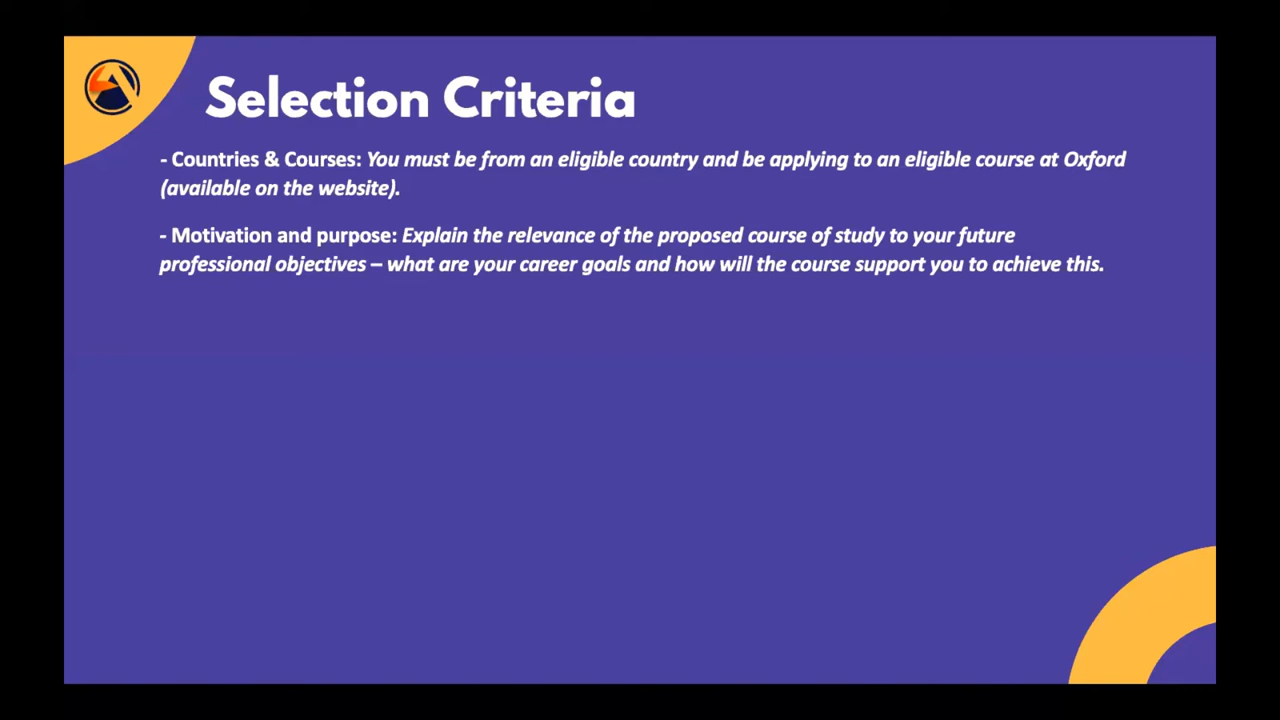 Selection Criteria
- Countries & Courses: You must be from an eligible country and be applying to an eligible course at Oxford
(available on the website).
- Motivation and purpose: Explain the relevance of the proposed course of study to your future
professional objectives – what are your career goals and how will the course support you to achieve this.